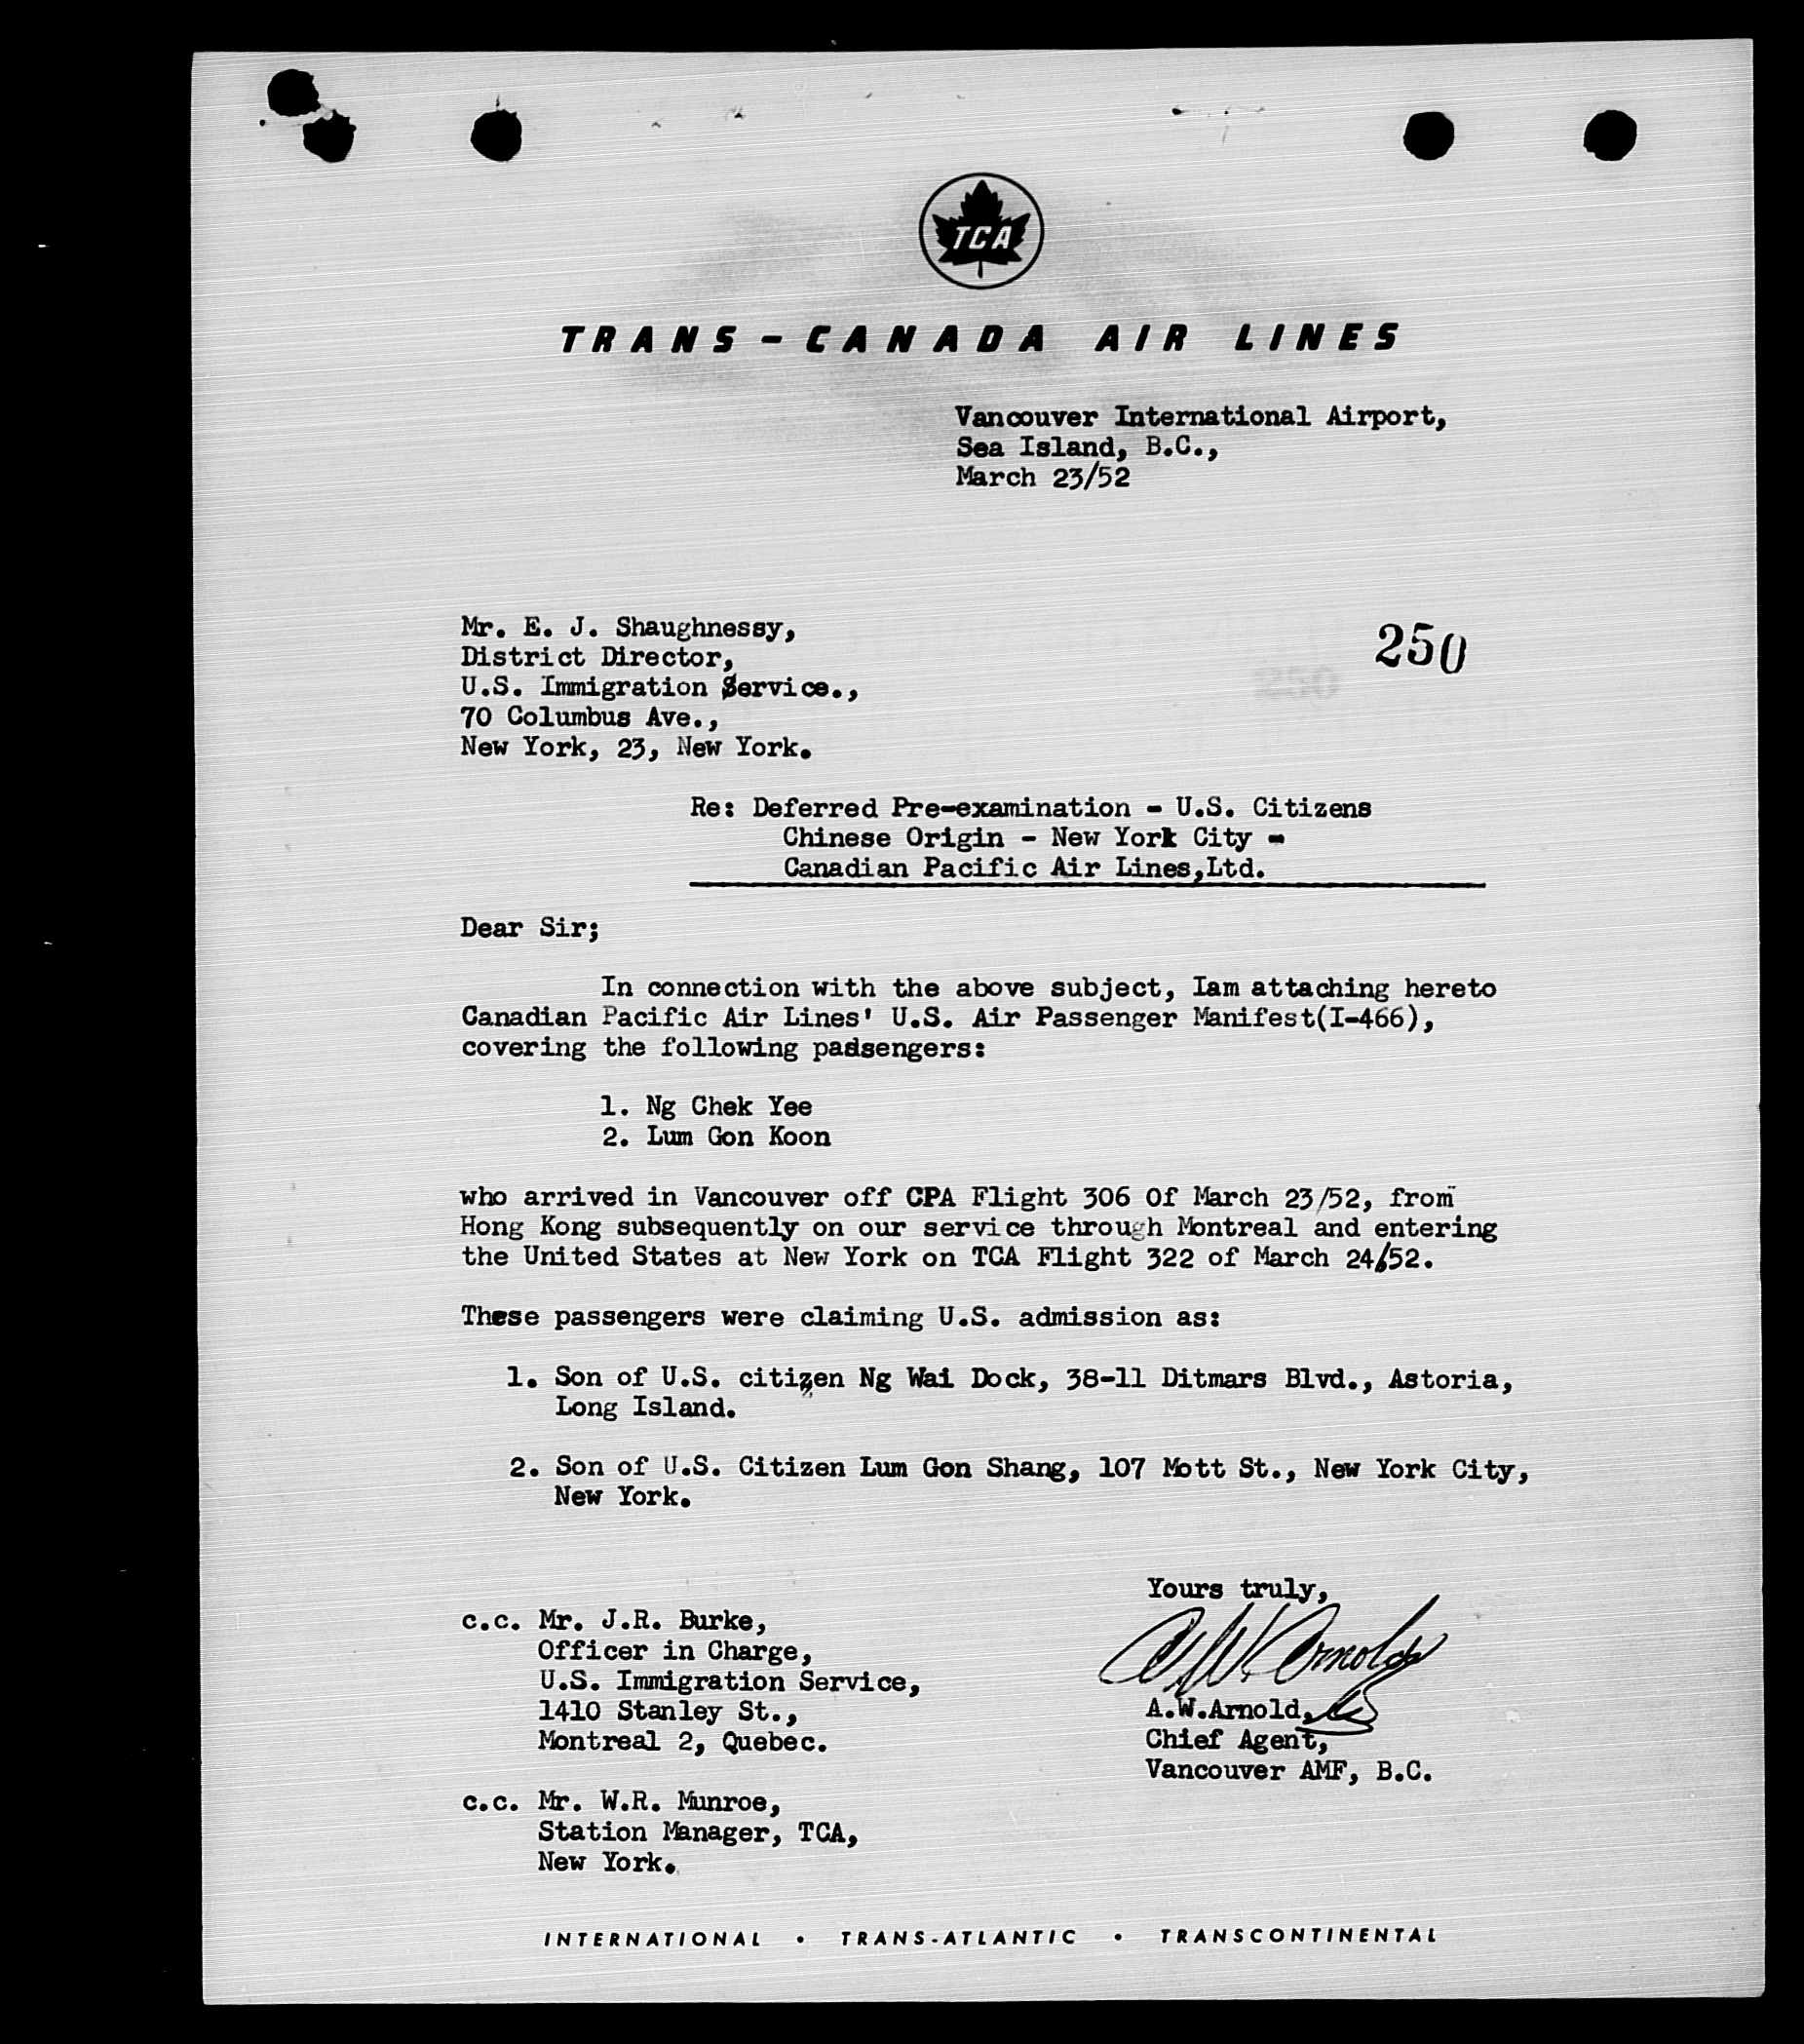 TCA
TRANS-CANADA AIR LINES
Vancouver International Airport,
Sea Island, B.C.,
March 23/52
Mr. E. J. Shaughnessy,
District Director,
U.S. Immigration Service.,
70 Columbus Ave.,
New York, 23, New York.
250
Re: Deferred Pre-examination - U.S. Citizens
Chinese Origin - New York City -
Canadian Pacific Air Lines,Ltd.
Dear Sir;
In connection with the above subject, Iam attaching hereto
Canadian Pacific Air Lines' U.S. Air Passenger Manifest(I-466),
covering the following passengers:
1. Ng Chek Yee
2. Lum Gon Koon
who arrived in Vancouver off CPA Flight 306 Of March 23/52, from
Hong Kong subsequently on our service through Montreal and entering
the United States at New York on TCA Flight 322 of March 24/52.
These passengers were claiming U.S. admission as:
1. Son of U.S. citizen Ng Wai Dock, 38-11 Ditmars Blvd., Astoria,
Long Island.
2. Son of U.S. Citizen Lum Gon Shang, 107 Mott St., New York City,
New York.
Yours truly,
A W Arnold
A.W.Arnold,
Chief Agent,
Vancouver AMF, B.C.
c.c. Mr. J.R. Burke,
Officer in Charge,
U.S. Immigration Service,
1410 Stanley St.,
Montreal 2, Quebec.
c.c. Mr. W.R. Munroe,
Station Manager, TCA,
New York.
INTERNATIONAL • TRANS-ATLANTIC • TRANSCONTINENTAL